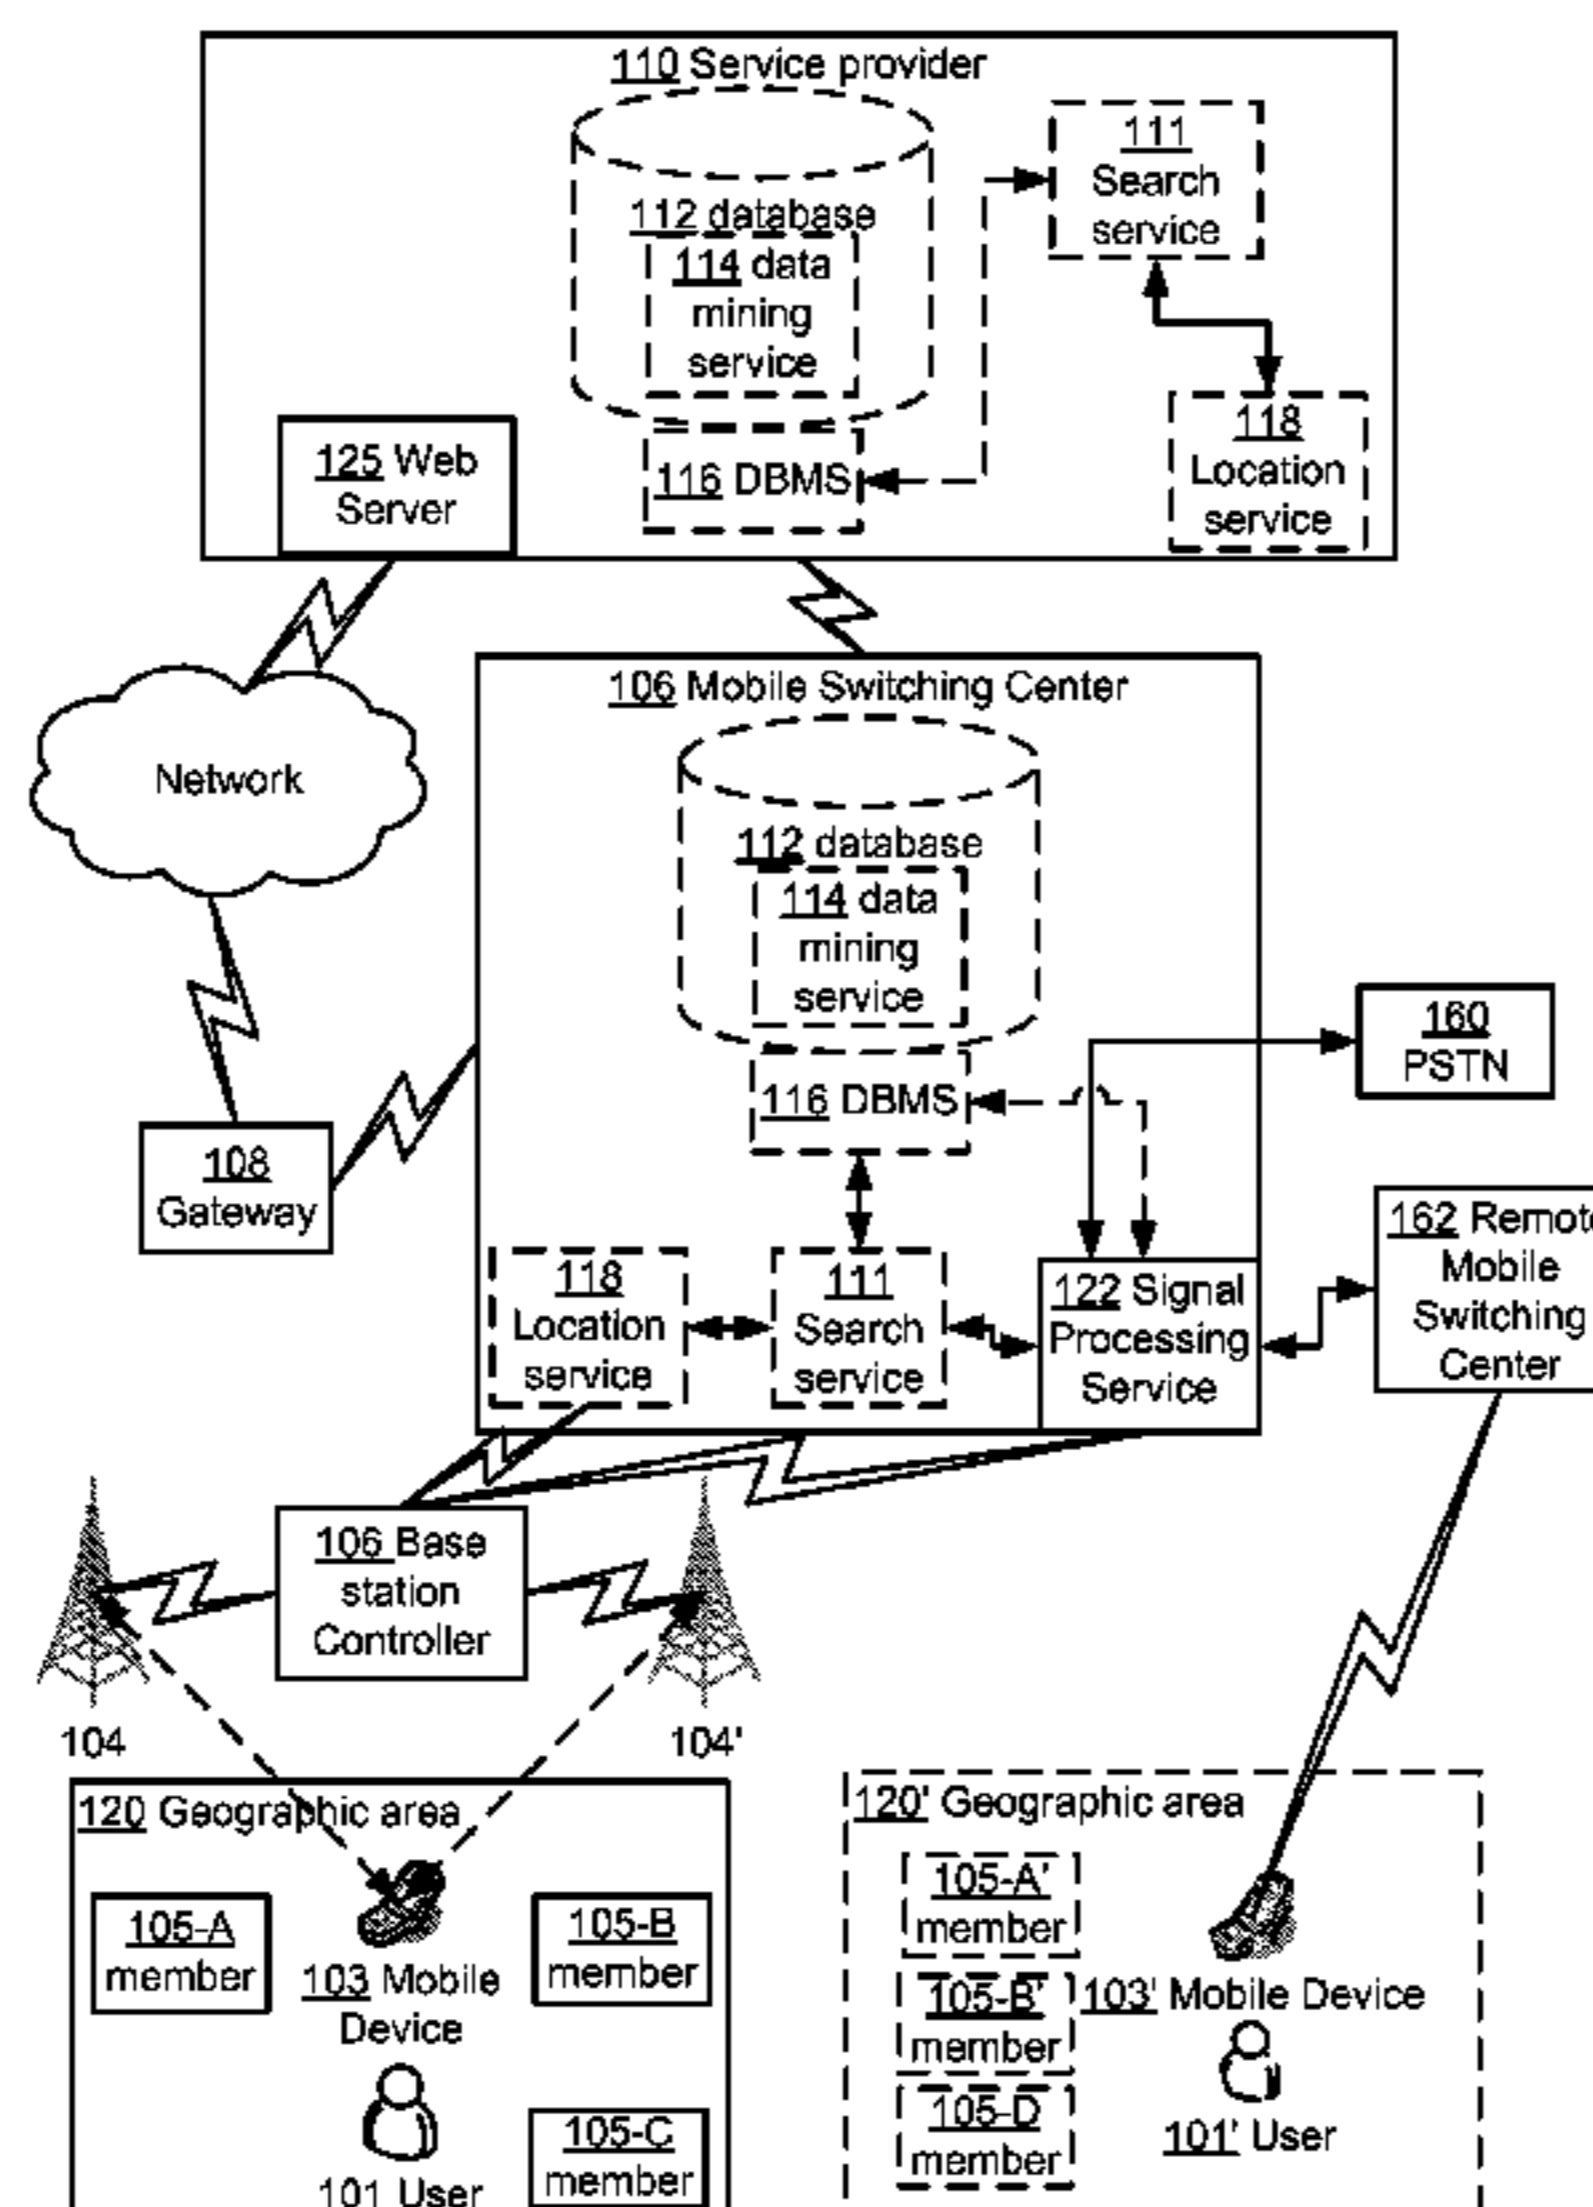 110 Service provider
111
Search
service
112 database
114 data
mining
service
118
Location
service
125 Web
Server
116 DBMS
106 Mobile Switching Center
Network
112 database
114 data
mining
service
160
PSTN
116 DBMS
108
Gateway
162 Remote
Mobile
Switching
Center
118
Location
service
111
Search
service
122 Signal
Processing
Service
106 Base
station
Controller
104
104'
120 Geographic area
105-A
member
103 Mobile
Device
105-B
member
101 User
105-C
member
120' Geographic area
105-A'
member
105-B'
member
103' Mobile Device
105-D
member
101' User